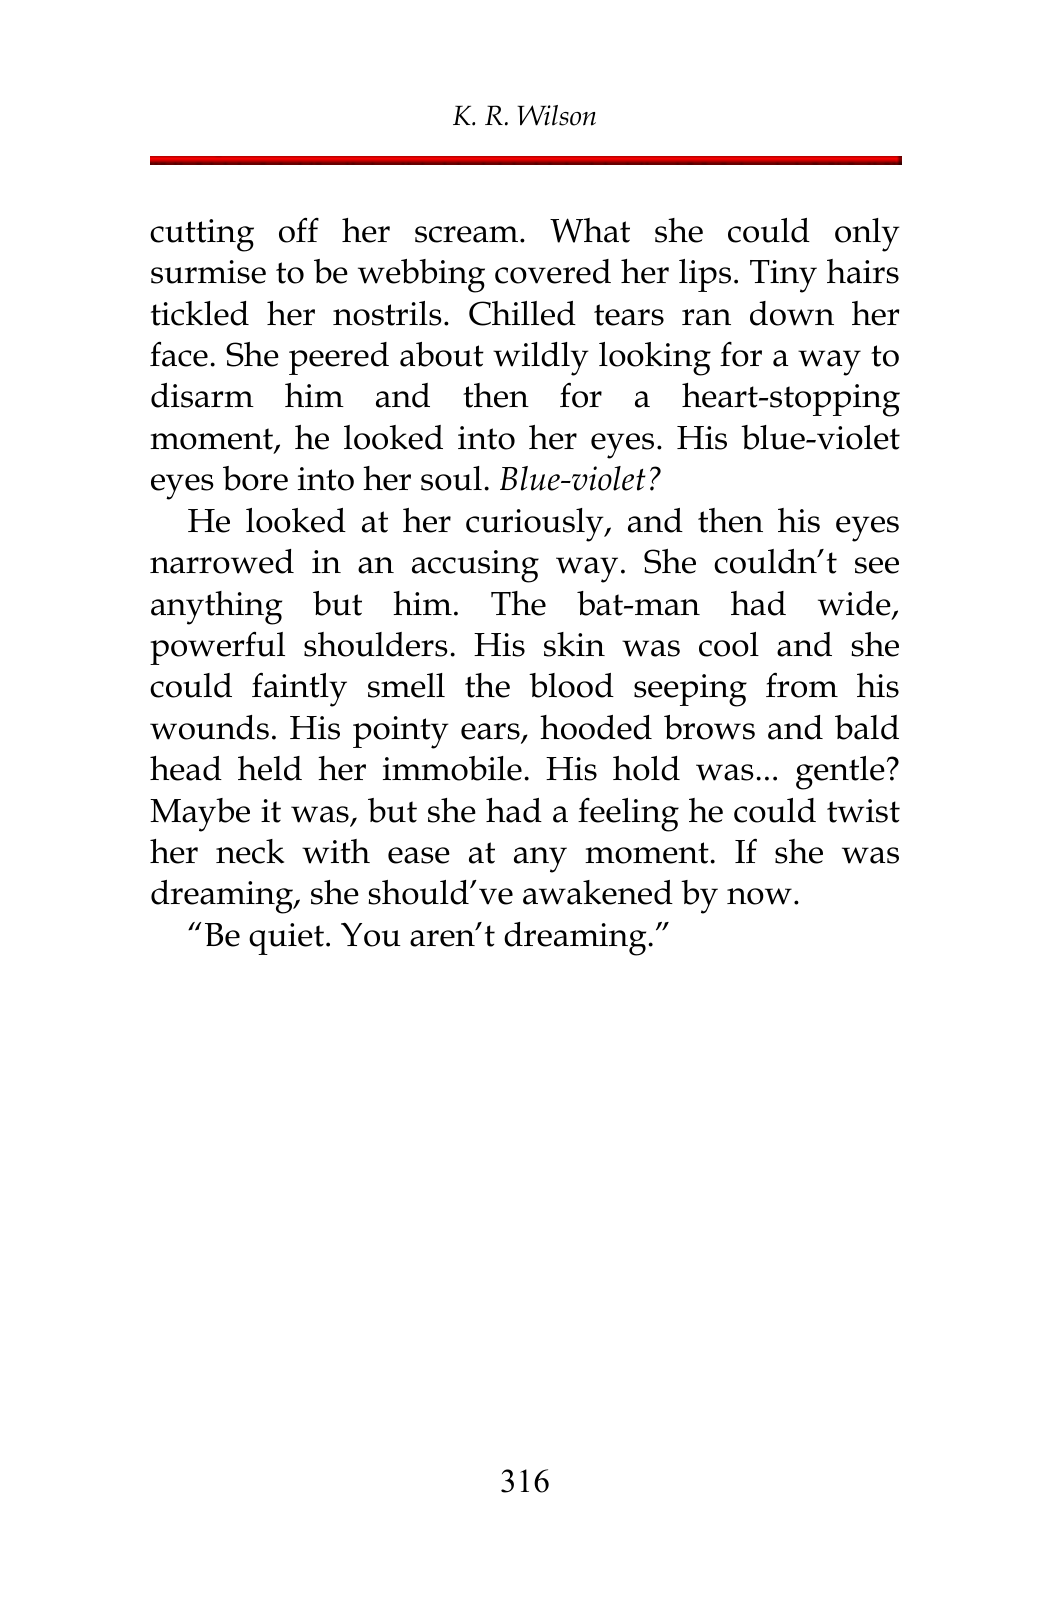 K. R. Wilson
cutting off her scream. What she could only
surmise to be webbing covered her lips. Tiny hairs
tickled her nostrils. Chilled tears ran down her
face. She peered about wildly looking for a way to
disarm him and then for a heart-stopping
moment, he looked into her eyes. His blue-violet
eyes bore into her soul. Blue-violet?
He looked at her curiously, and then his eyes
narrowed in an accusing way. She couldn’t see
anything but him. The bat-man had wide,
powerful shoulders. His skin was cool and she
could faintly smell the blood seeping from his
wounds. His pointy ears, hooded brows and bald
head held her immobile. His hold was... gentle?
Maybe it was, but she had a feeling he could twist
her neck with ease at any moment. If she was
dreaming, she should’ve awakened by now.
“Be quiet. You aren’t dreaming.”
316